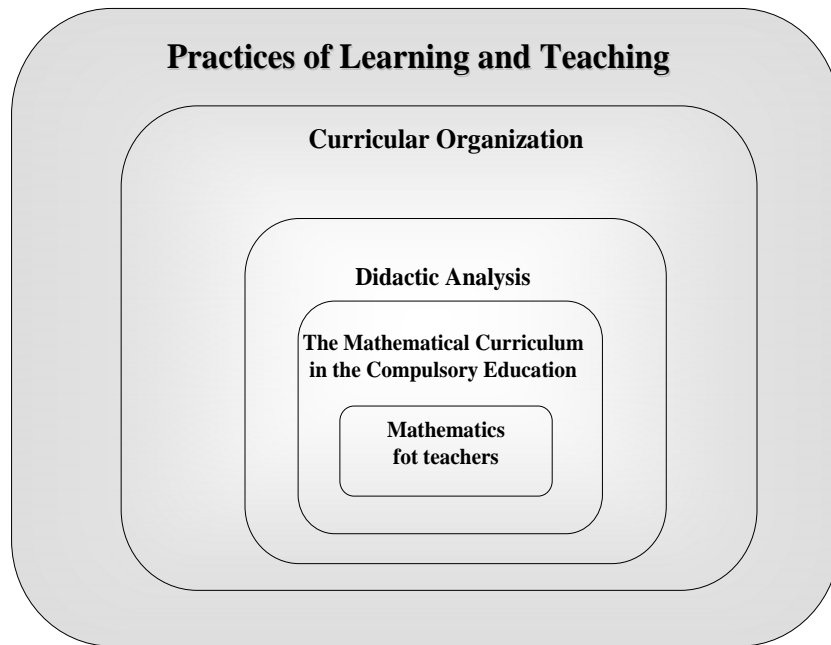 Practices of Learning and Teaching
Curricular Organization
Didactic Analysis
The Mathematical Curriculum
in the Compulsory Education
Mathematics
fot teachers